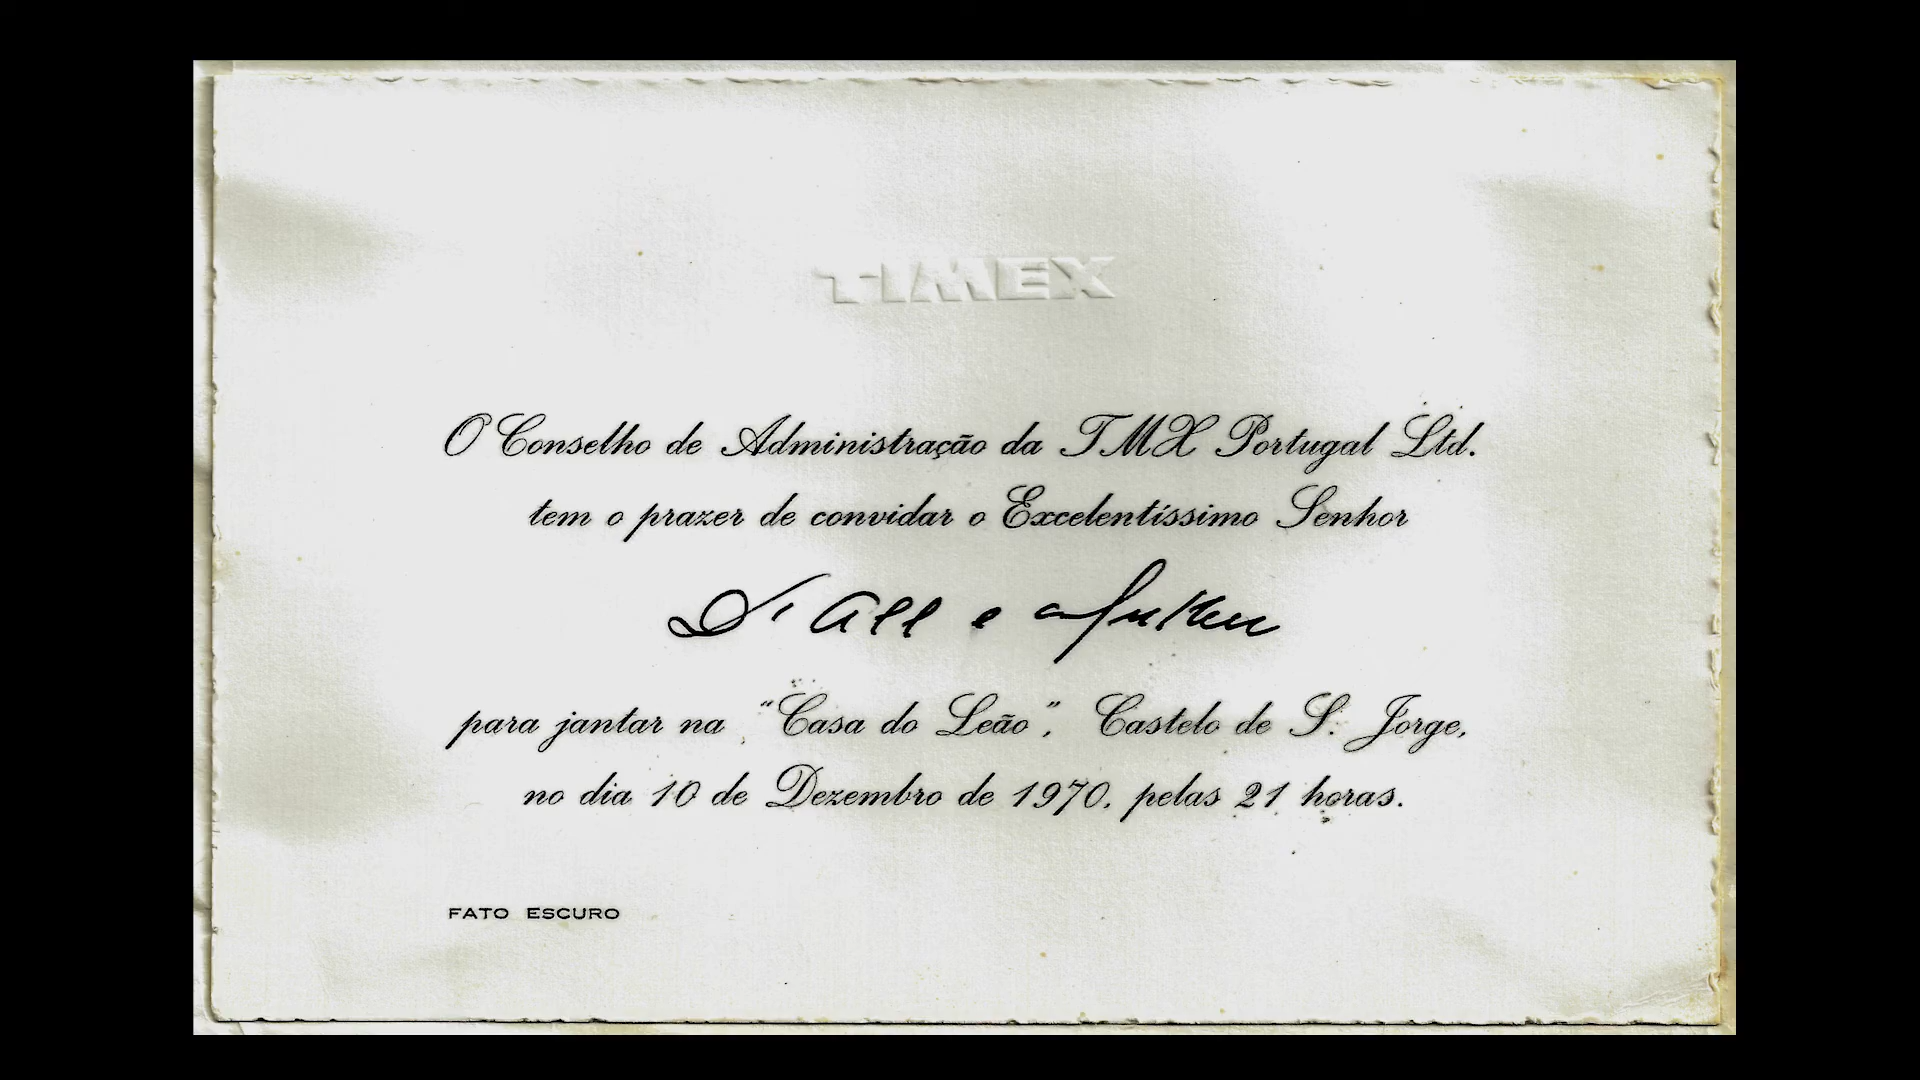 TIMEX
O Conselho de Administração da TMX Portugal Ltd.
tem o prazer de convidar o Excelentíssimo Senhor
e
para jantar na "Casa do Leão", Castelo de S. Jorge,
no dia 10 de Dezembro de 1970, pelas 21 horas.
FATO ESCURO